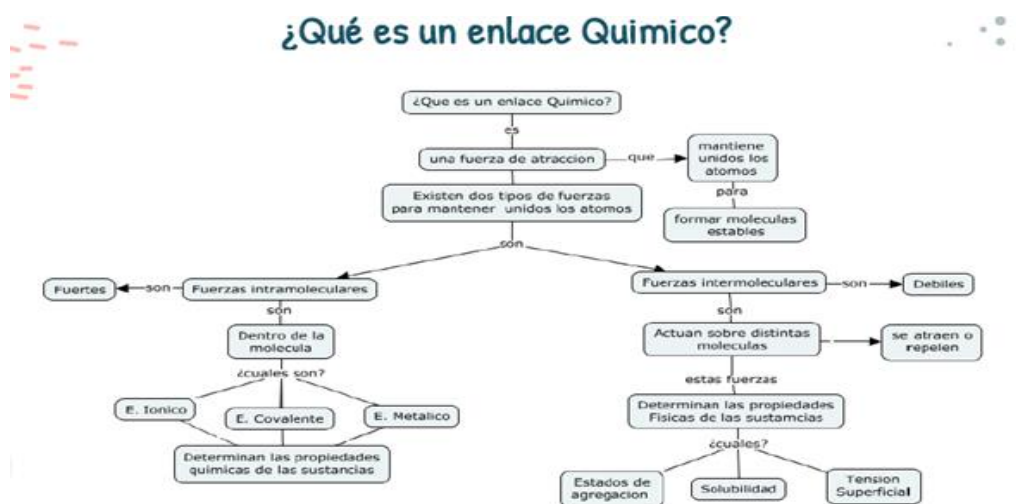 ¿Qué es un enlace Quimico?
¿Que es un enlace Quimico?
es
una fuerza de atraccion
que
mantiene
unidos los
atomos
para
formar moleculas
estables
Existen dos tipos de fuerzas
para mantener unidos los atomos
son
Fuertes
son
Fuerzas intramoleculares
Fuerzas intermoleculares
son
Debiles
son
Dentro de la
molecula
¿cuales son?
E. Ionico
E. Covalente
E. Metalico
Determinan las propiedades
quimicas de las sustancias
son
Actuan sobre distintas
moleculas
se atraen o
repelen
estas fuerzas
Determinan las propiedades
Fisicas de las sustamcias
¿cuales?
Estados de
agregacion
Solubilidad
Tension
Superficial